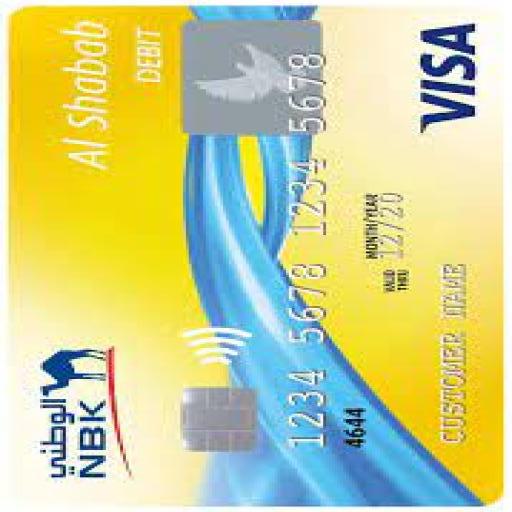 Al Shabab
DEBIT
الوطني
NBK
1234 5678 1234 5678
4644
MONTH/YEAR
VALID THRU
12/20
CUSTOMER NAME
VISA